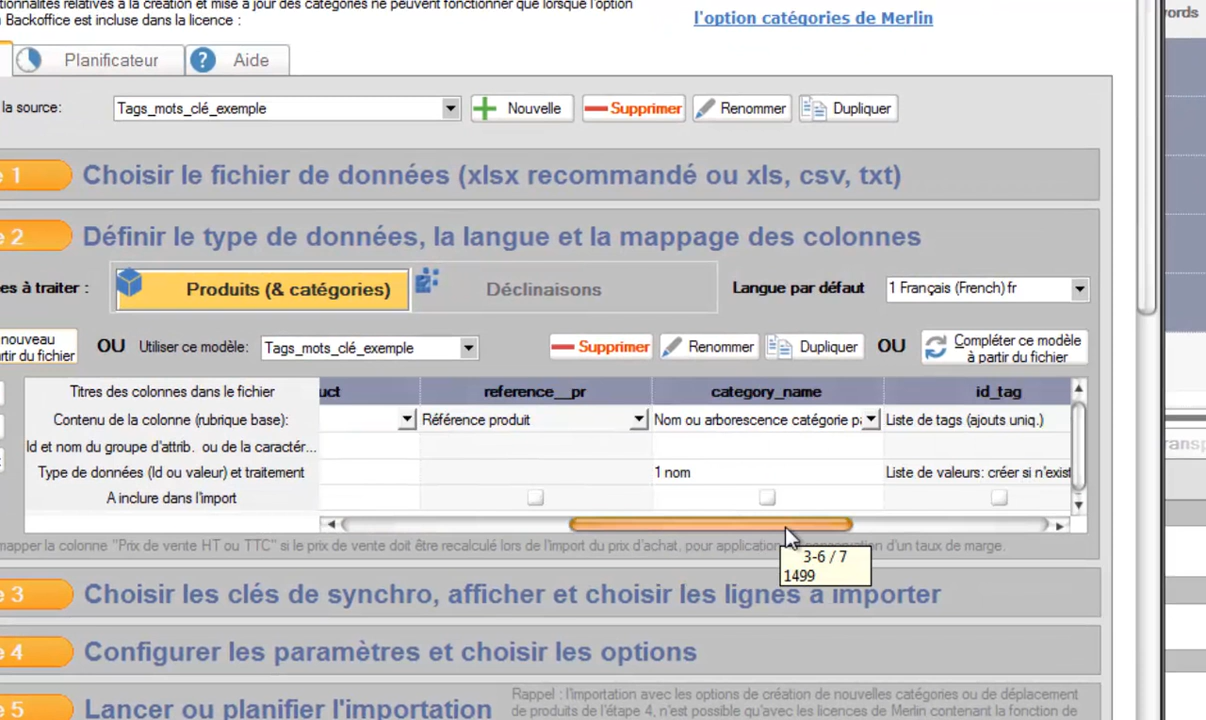 tionnalités relatives à la création et mise à jour des catégories ne peuvent fonctionner que lorsque l'option
Backoffice est incluse dans la licence :
l'option catégories de Merlin
ords
Planificateur
? Aide
la source:
Tags_mots_clé_exemple
Nouvelle
Supprimer
Renommer
Dupliquer
e 1
Choisir le fichier de données (xlsx recommandé ou xls, csv, txt)
e 2
Définir le type de données, la langue et la mappage des colonnes
es à traiter :
Produits (& catégories)
Déclinaisons
Langue par défaut
1 Français (French) fr
nouveau
rtir du fichier
OU
Utiliser ce modèle:
Tags_mots_clé_exemple
Supprimer
Renommer
Dupliquer
OU
Compléter ce modèle
à partir du fichier
Titres des colonnes dans le fichier
uct
reference__pr
category_name
id_tag
Contenu de la colonne (rubrique base):
Référence produit
Nom ou arborescence catégorie pa
Liste de tags (ajouts uniq.)
Id et nom du groupe d'attrib. ou de la caractér...
Type de données (Id ou valeur) et traitement
1 nom
Liste de valeurs: créer si n'exist
A inclure dans l'import
transp
mapper la colonne "Prix de vente HT ou TTC" si le prix de vente doit être recalculé lors de l'import du prix d'achat, pour application
conservation d'un taux de marge.
3-6 / 7
1499
e 3
Choisir les clés de synchro, afficher et choisir les lignes à importer
e 4
Configurer les paramètres et choisir les options
e 5
Lancer ou planifier l'importation
Rappel : l'importation avec les options de création de nouvelles catégories ou de déplacement
de produits de l'étape 4, n'est possible qu'avec les licences de Merlin contenant la fonction de